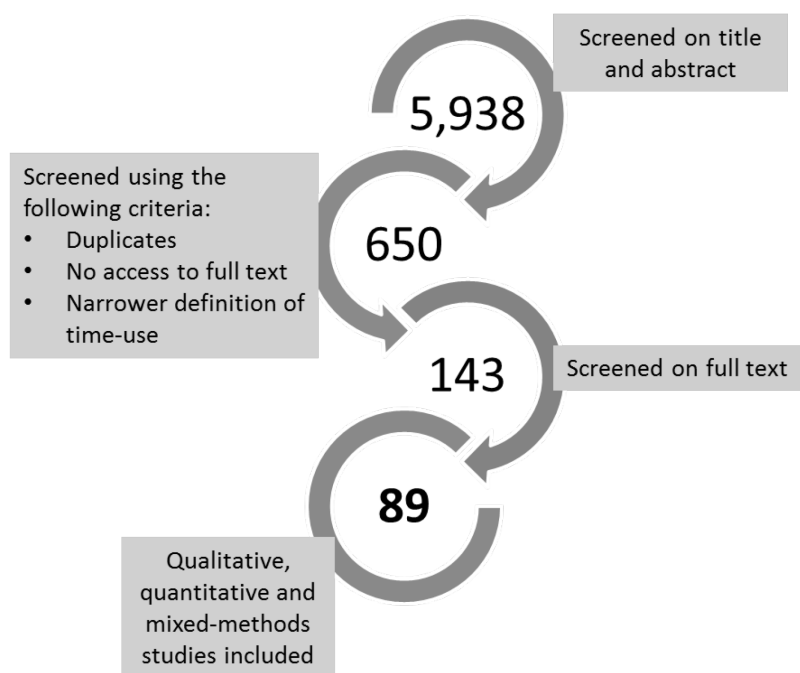 Screened on title
and abstract
5,938
Screened using the
following criteria:
• Duplicates
• No access to full text
• Narrower definition of
time-use
650
143
Screened on full text
89
Qualitative,
quantitative and
mixed-methods
studies included